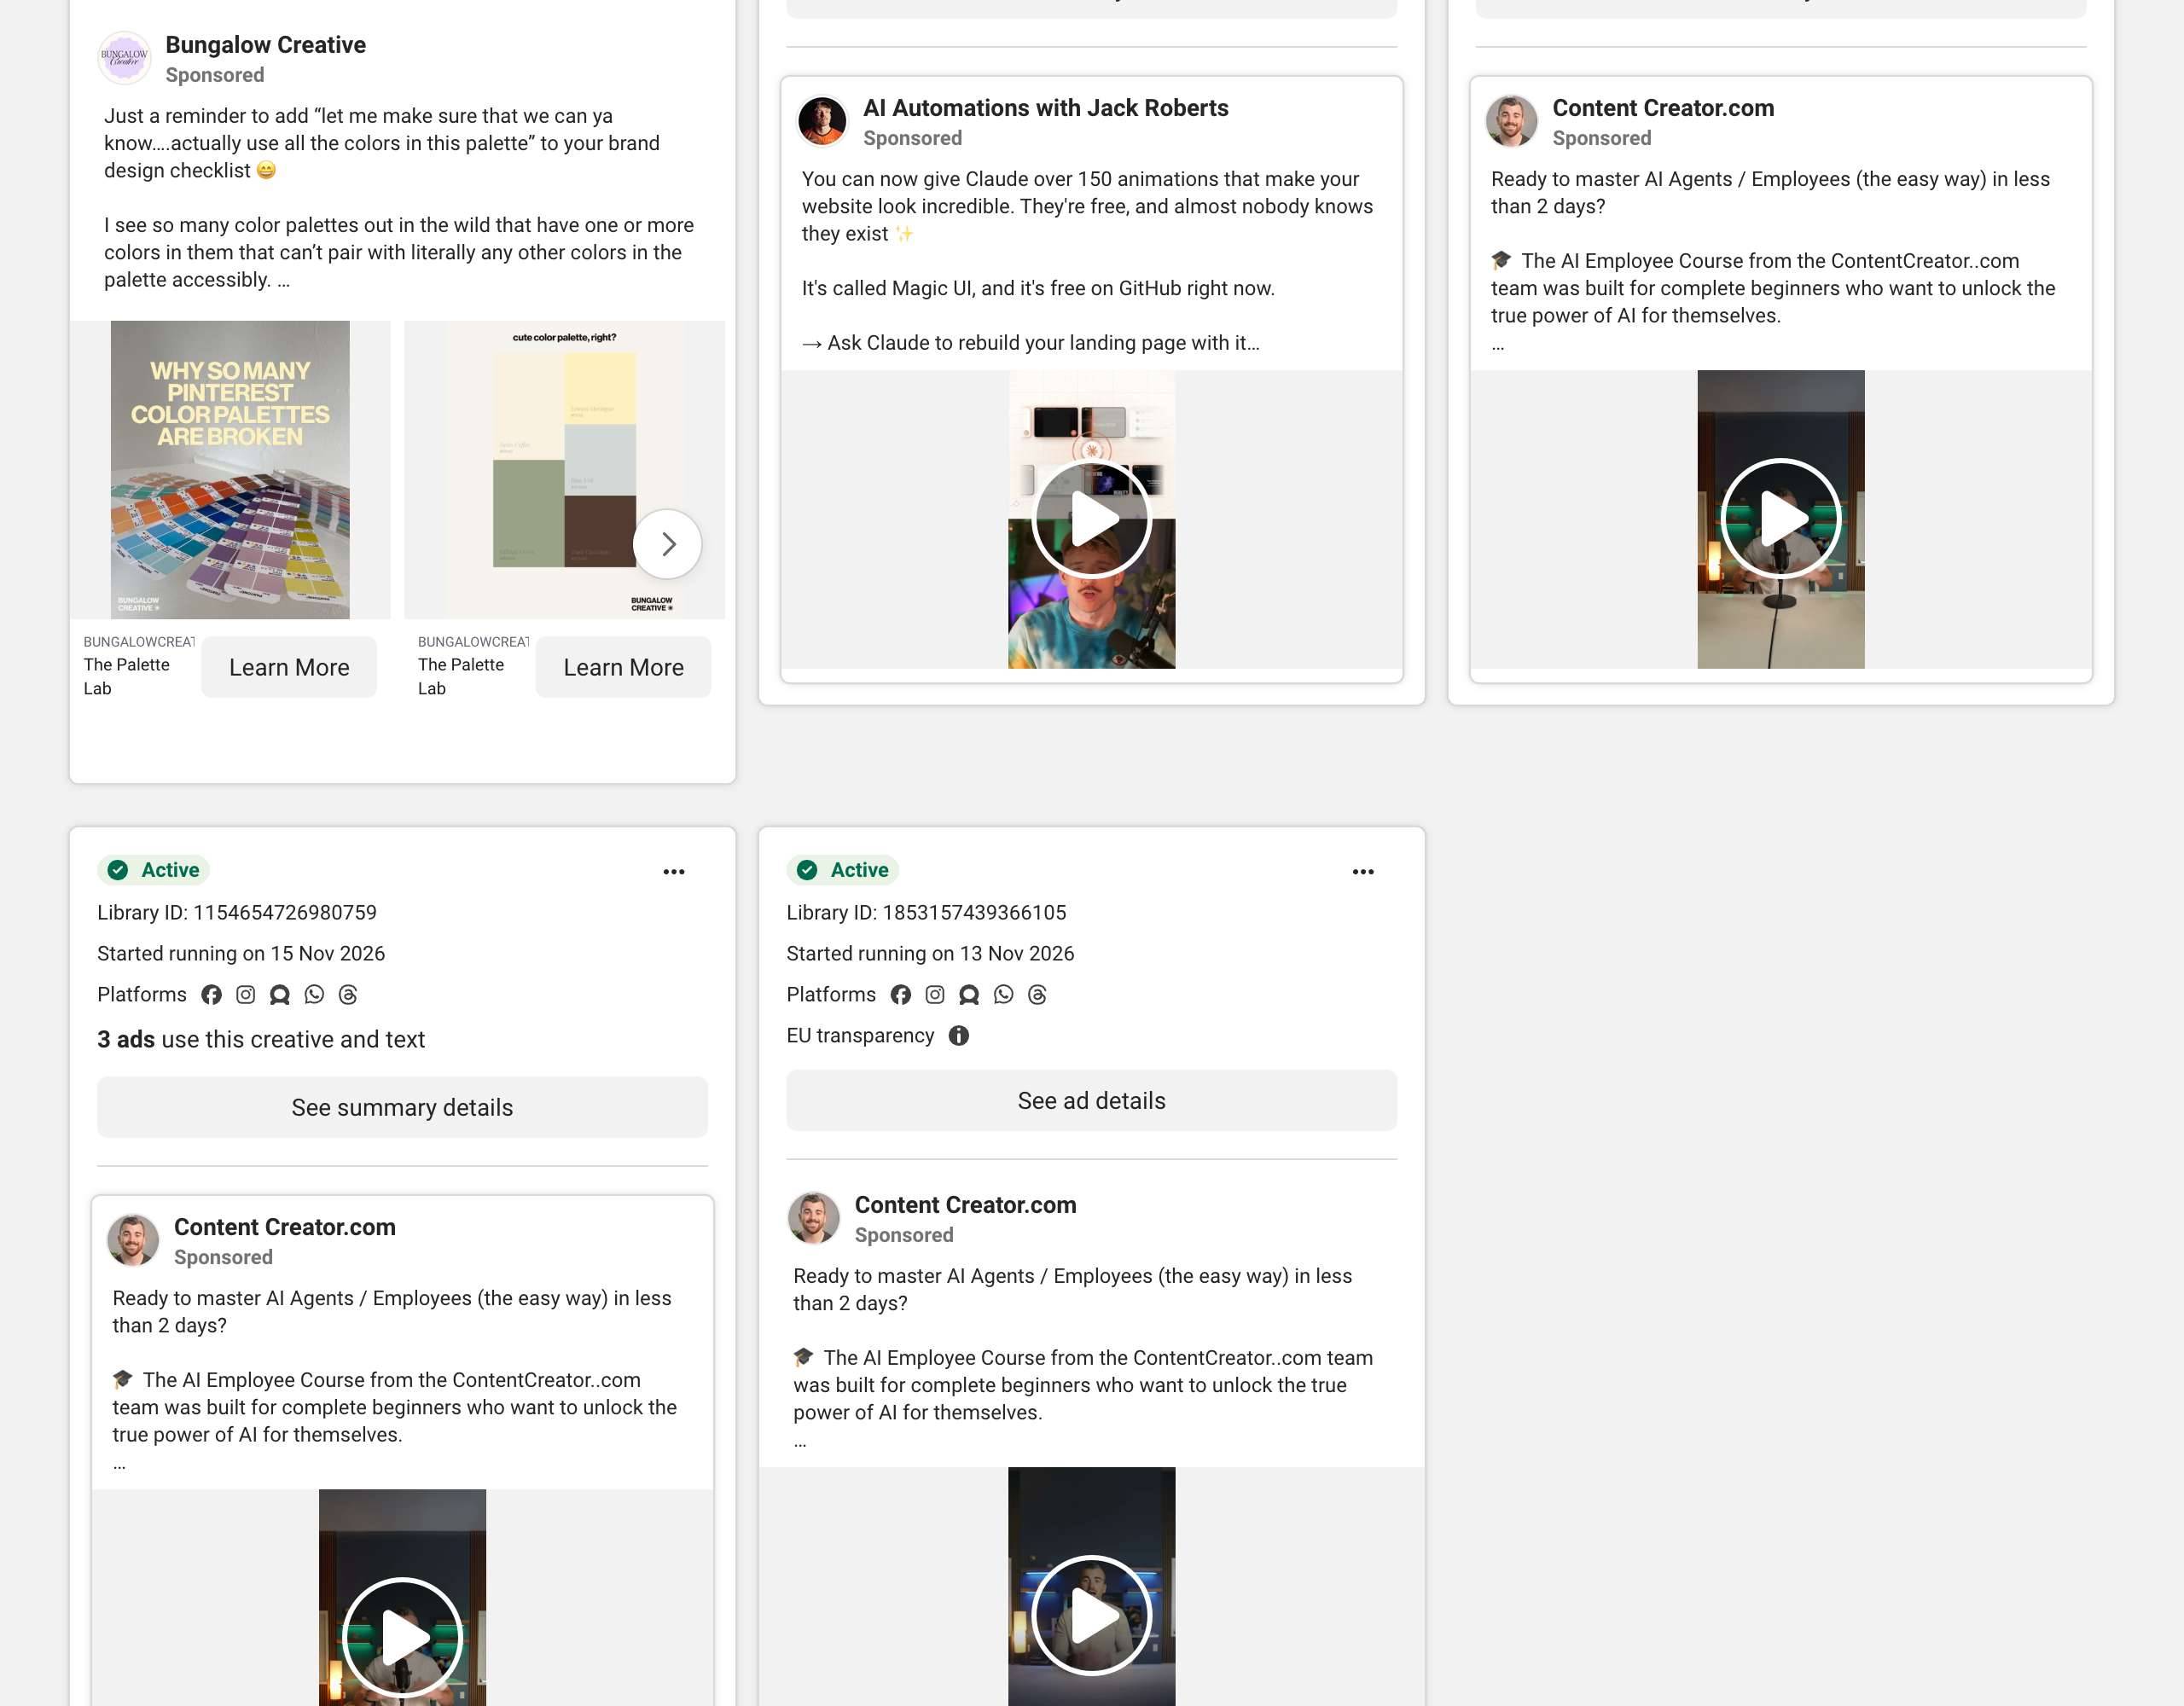 BUNGALOW
Creative
Bungalow Creative
Sponsored
Just a reminder to add “let me make sure that we can ya
know....actually use all the colors in this palette” to your brand
design checklist 😄
I see so many color palettes out in the wild that have one or more
colors in them that can’t pair with literally any other colors in the
palette accessibly. ...
WHY SO MANY
PINTEREST
COLOR PALETTES
ARE BROKEN
BUNGALOW
CREATIVE ✳
cute color palette, right?
BUNGALOW
CREATIVE ✳
BUNGALOWCREAT
The Palette
Lab
Learn More
BUNGALOWCREAT
The Palette
Lab
Learn More
AI Automations with Jack Roberts
Sponsored
You can now give Claude over 150 animations that make your
website look incredible. They're free, and almost nobody knows
they exist ✨
It's called Magic UI, and it's free on GitHub right now.
→ Ask Claude to rebuild your landing page with it...
Content Creator.com
Sponsored
Ready to master AI Agents / Employees (the easy way) in less
than 2 days?
🎓 The AI Employee Course from the ContentCreator..com
team was built for complete beginners who want to unlock the
true power of AI for themselves.
...
Active
Library ID: 1154654726980759
Started running on 15 Nov 2026
Platforms
3 ads use this creative and text
See summary details
Content Creator.com
Sponsored
Ready to master AI Agents / Employees (the easy way) in less
than 2 days?
🎓 The AI Employee Course from the ContentCreator..com
team was built for complete beginners who want to unlock the
true power of AI for themselves.
...
Active
Library ID: 1853157439366105
Started running on 13 Nov 2026
Platforms
EU transparency
See ad details
Content Creator.com
Sponsored
Ready to master AI Agents / Employees (the easy way) in less
than 2 days?
🎓 The AI Employee Course from the ContentCreator..com team
was built for complete beginners who want to unlock the true
power of AI for themselves.
...